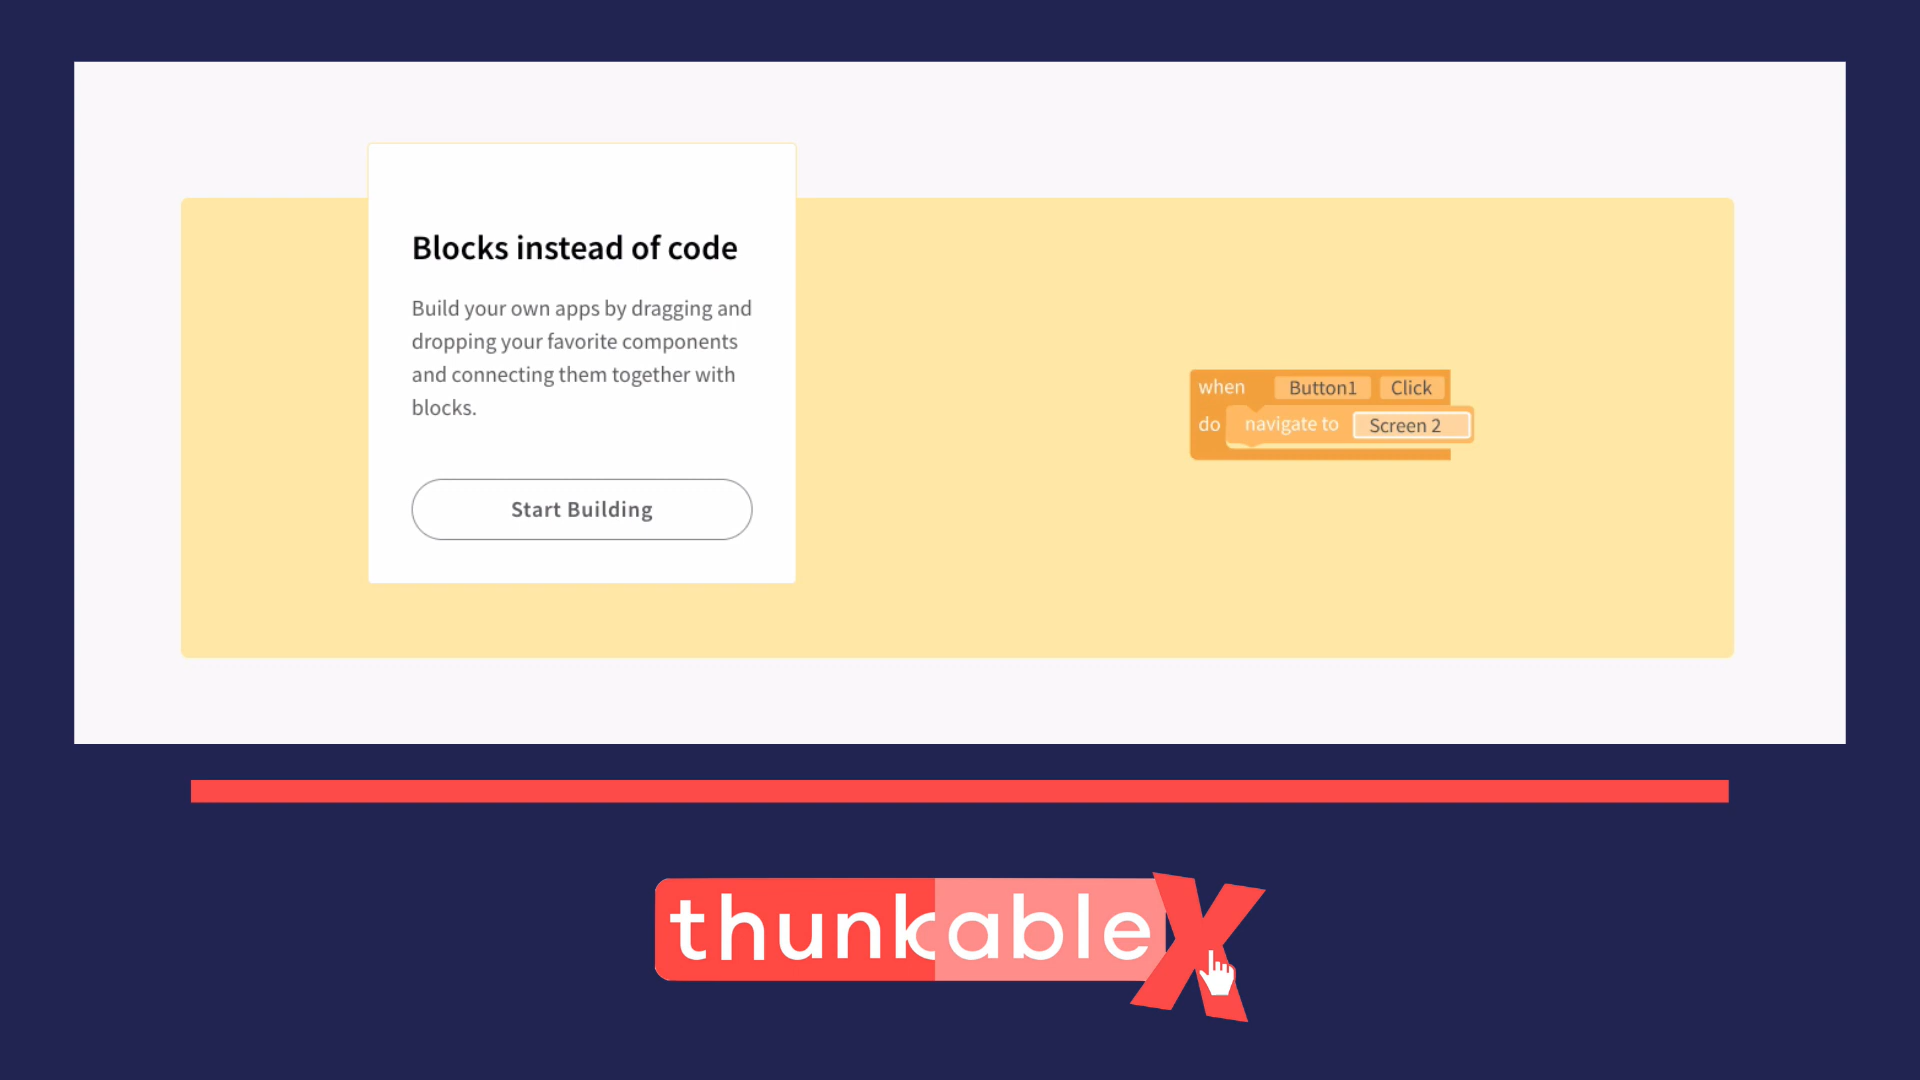 Blocks instead of code
Build your own apps by dragging and
dropping your favorite components
and connecting them together with
blocks.
Start Building
when Button1 Click
do navigate to Screen 2
thunkable X